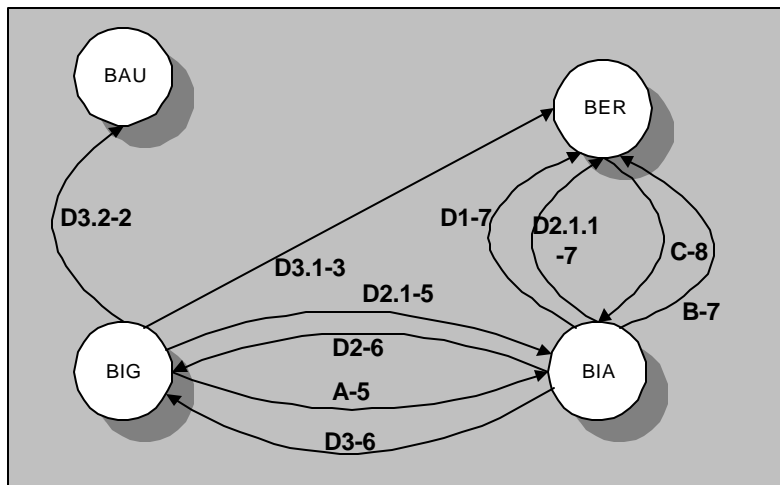 BAU
BER
D3.2-2
D1-7
D2.1.1
-7
C-8
D3.1-3
D2.1-5
B-7
D2-6
BIG
BIA
A-5
D3-6